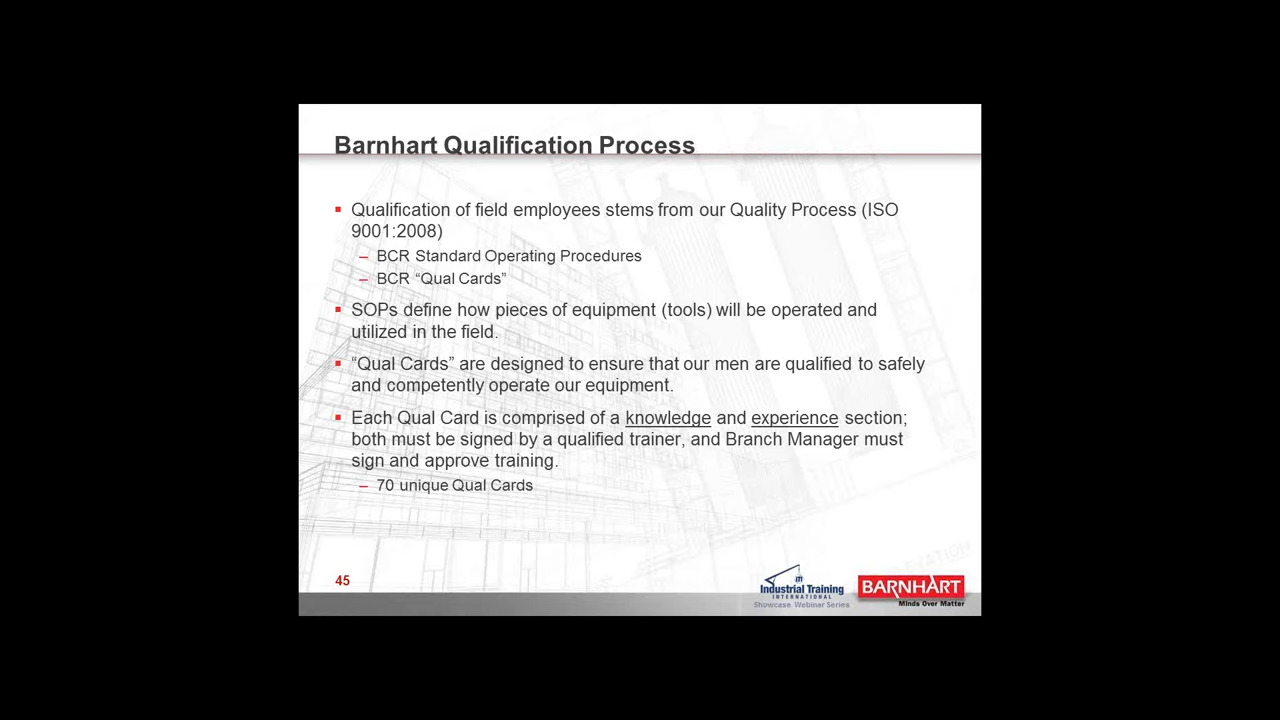 Barnhart Qualification Process
Qualification of field employees stems from our Quality Process (ISO
9001:2008)
– BCR Standard Operating Procedures
– BCR “Qual Cards”
SOPs define how pieces of equipment (tools) will be operated and
utilized in the field.
“Qual Cards” are designed to ensure that our men are qualified to safely
and competently operate our equipment.
Each Qual Card is comprised of a knowledge and experience section;
both must be signed by a qualified trainer, and Branch Manager must
sign and approve training.
– 70 unique Qual Cards
45
iti
Industrial Training
INTERNATIONAL
Showcase Webinar Series
BARNHART
Minds Over Matter